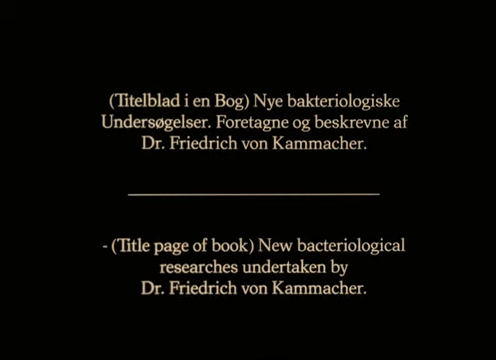 (Titelblad i en Bog) Nye bakteriologiske
Undersøgelser. Foretagne og beskrevne af
Dr. Friedrich von Kammacher.
- (Title page of book) New bacteriological
researches undertaken by
Dr. Friedrich von Kammacher.